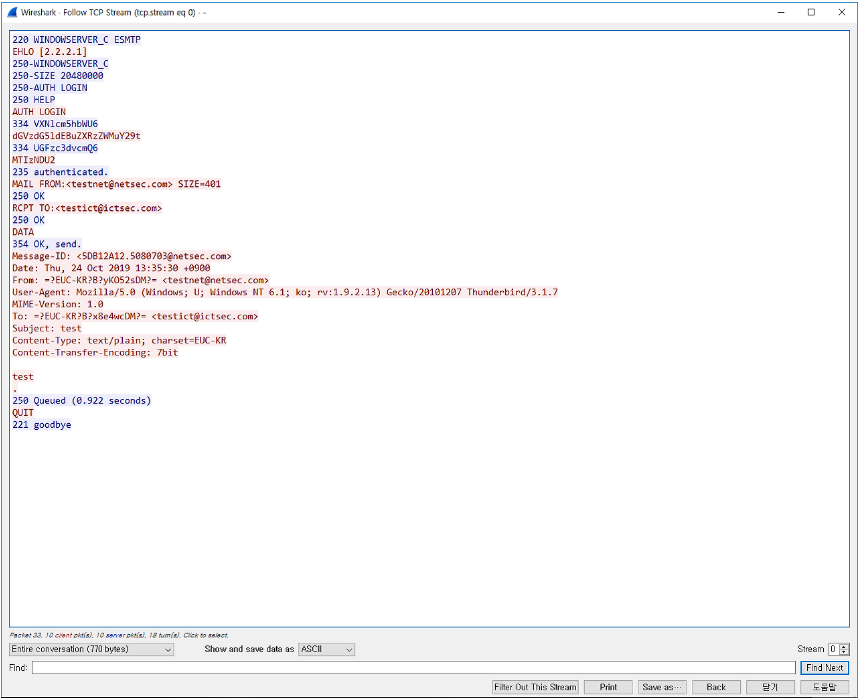 Wireshark · Follow TCP Stream (tcp.stream eq 0) · -
220 WINDOWSERVER_C ESMTP
EHLO [2.2.2.1]
250-WINDOWSERVER_C
250-SIZE 20480000
250-AUTH LOGIN
250 HELP
AUTH LOGIN
334 VXNlcm5hbWU6
dGVzdG5ldEBuZXRzZWMuY29t
334 UGFzc3dvcmQ6
MTIzNDU2
235 authenticated.
MAIL FROM:<testnet@netsec.com> SIZE=401
250 OK
RCPT TO:<testict@ictsec.com>
250 OK
DATA
354 OK, send.
Message-ID: <5DB12A12.5080703@netsec.com>
Date: Thu, 24 Oct 2019 13:35:30 +0900
From: =?EUC-KR?B?yKO52sDM?= <testnet@netsec.com>
User-Agent: Mozilla/5.0 (Windows; U; Windows NT 6.1; ko; rv:1.9.2.13) Gecko/20101207 Thunderbird/3.1.7
MIME-Version: 1.0
To: =?EUC-KR?B?x8e4wcDM?= <testict@ictsec.com>
Subject: test
Content-Type: text/plain; charset=EUC-KR
Content-Transfer-Encoding: 7bit
test
.
250 Queued (0.922 seconds)
QUIT
221 goodbye
Packet 33. 10 client pkt(s), 10 server pkt(s), 18 turn(s). Click to select.
Entire conversation (770 bytes) Show and save data as ASCII Stream 0
Find: Find Next
Filter Out This Stream Print Save as… Back 닫기 도움말